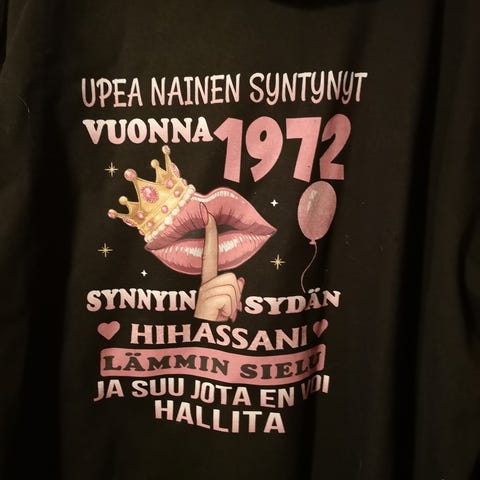 UPEA NAINEN SYNTYNYT
VUONNA 1972
SYNNYIN SYDÄN
HIHASSANI
LÄMMIN SIELU
JA SUU JOTA EN VOI
HALLITA